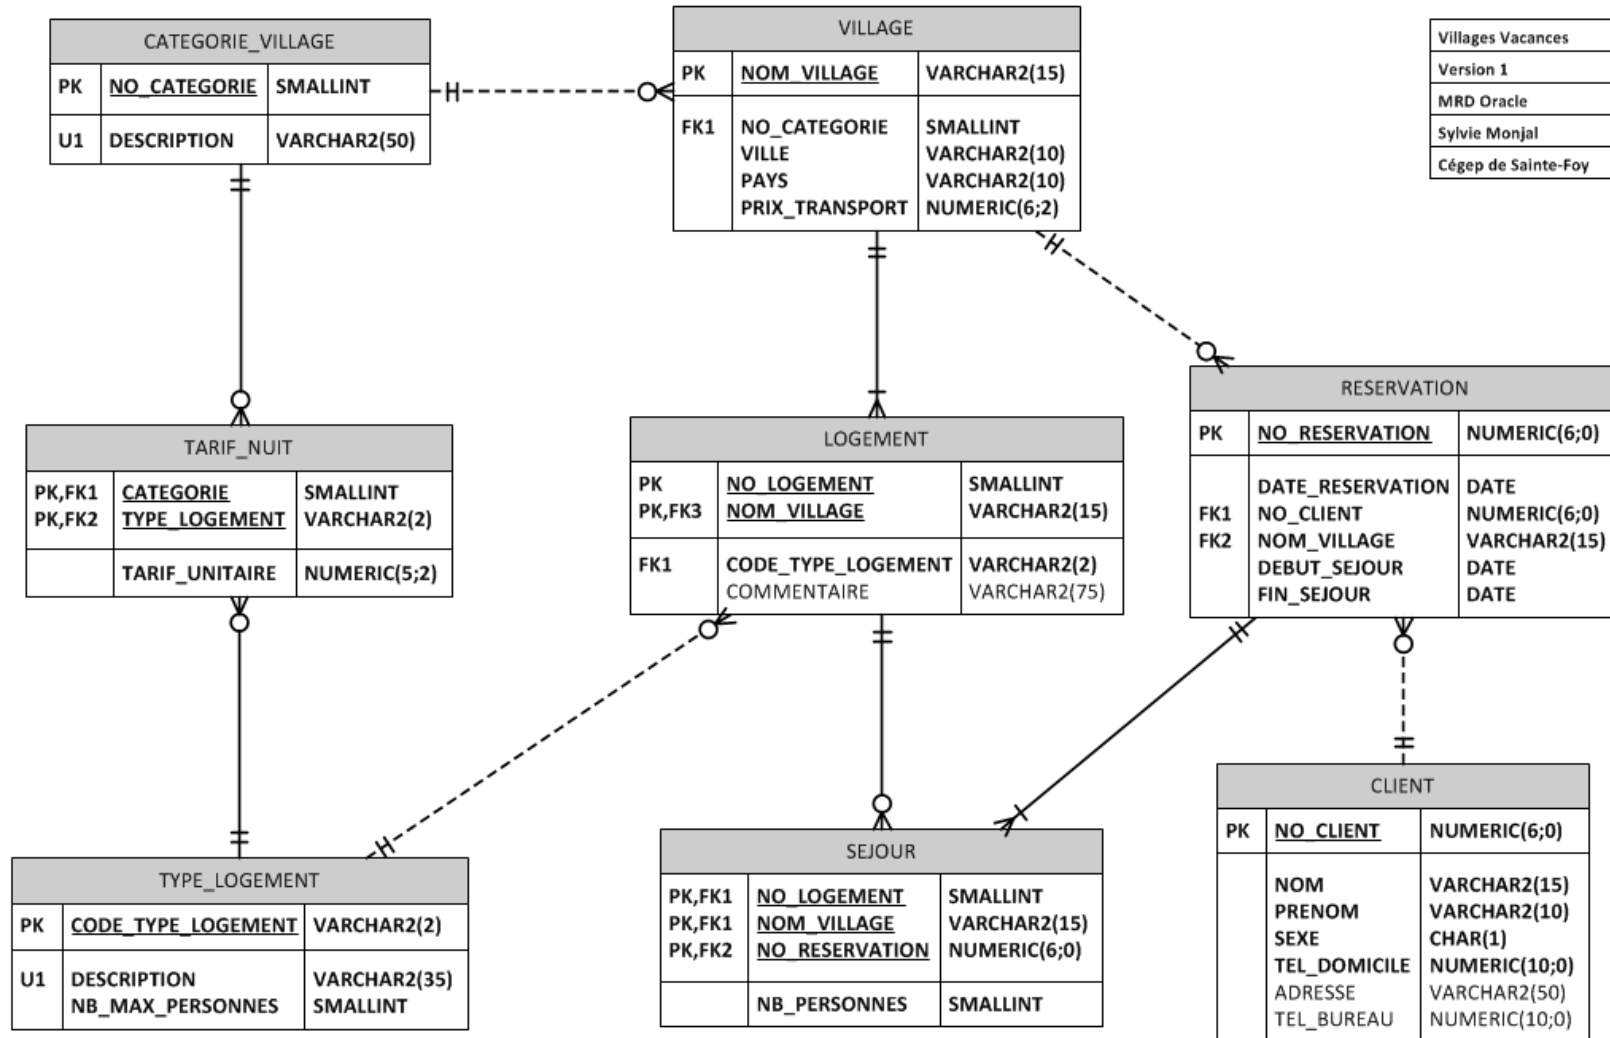 CATEGORIE_VILLAGE
PK NO_CATEGORIE SMALLINT
U1 DESCRIPTION VARCHAR2(50)
VILLAGE
PK NOM_VILLAGE VARCHAR2(15)
FK1 NO_CATEGORIE SMALLINT
VILLE VARCHAR2(10)
PAYS VARCHAR2(10)
PRIX_TRANSPORT NUMERIC(6;2)
Villages Vacances
Version 1
MRD Oracle
Sylvie Monjal
Cégep de Sainte-Foy
TARIF_NUIT
PK,FK1 CATEGORIE SMALLINT
PK,FK2 TYPE_LOGEMENT VARCHAR2(2)
TARIF_UNITAIRE NUMERIC(5;2)
LOGEMENT
PK NO_LOGEMENT SMALLINT
PK,FK3 NOM_VILLAGE VARCHAR2(15)
FK1 CODE_TYPE_LOGEMENT VARCHAR2(2)
COMMENTAIRE VARCHAR2(75)
RESERVATION
PK NO_RESERVATION NUMERIC(6;0)
DATE_RESERVATION DATE
FK1 NO_CLIENT NUMERIC(6;0)
FK2 NOM_VILLAGE VARCHAR2(15)
DEBUT_SEJOUR DATE
FIN_SEJOUR DATE
TYPE_LOGEMENT
PK CODE_TYPE_LOGEMENT VARCHAR2(2)
U1 DESCRIPTION VARCHAR2(35)
NB_MAX_PERSONNES SMALLINT
SEJOUR
PK,FK1 NO_LOGEMENT SMALLINT
PK,FK1 NOM_VILLAGE VARCHAR2(15)
PK,FK2 NO_RESERVATION NUMERIC(6;0)
NB_PERSONNES SMALLINT
CLIENT
PK NO_CLIENT NUMERIC(6;0)
NOM VARCHAR2(15)
PRENOM VARCHAR2(10)
SEXE CHAR(1)
TEL_DOMICILE NUMERIC(10;0)
ADRESSE VARCHAR2(50)
TEL_BUREAU NUMERIC(10;0)